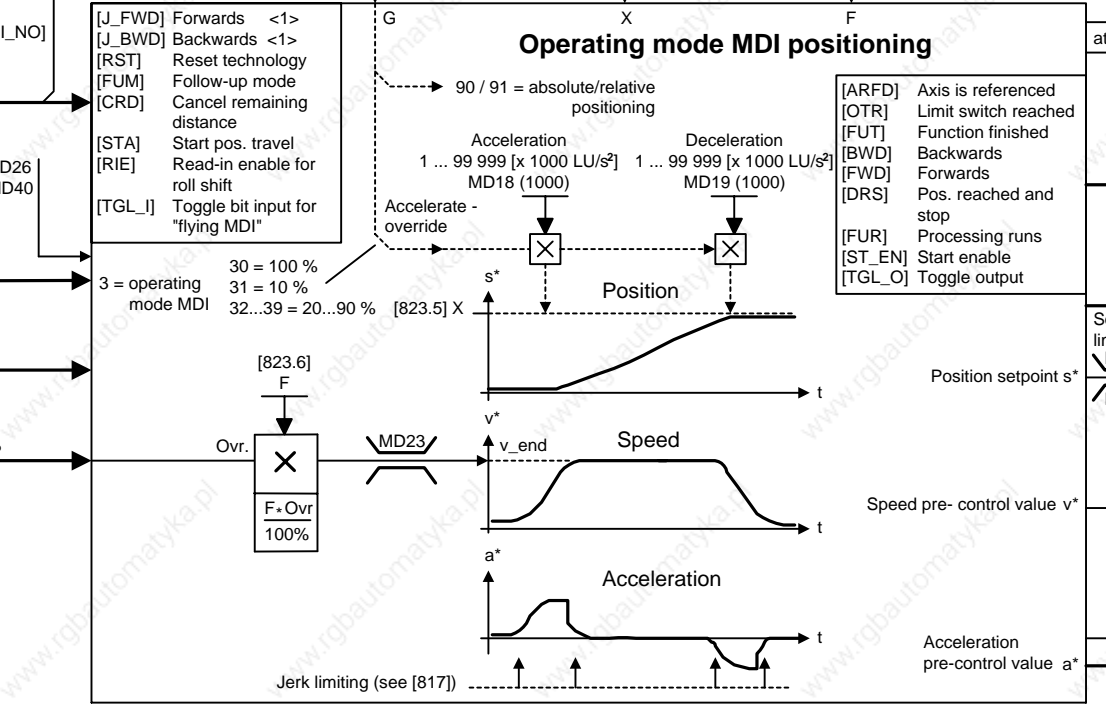 I_NO]
D26
D40
[J_FWD] Forwards <1>
[J_BWD] Backwards <1>
[RST] Reset technology
[FUM] Follow-up mode
[CRD] Cancel remaining
distance
[STA] Start pos. travel
[RIE] Read-in enable for
roll shift
[TGL_I] Toggle bit input for
"flying MDI"
G X F
Operating mode MDI positioning
90 / 91 = absolute/relative
positioning
Acceleration
1 ... 99 999 [x 1000 LU/s²]
MD18 (1000)
Deceleration
1 ... 99 999 [x 1000 LU/s²]
MD19 (1000)
Accelerate -
override
[ARFD] Axis is referenced
[OTR] Limit switch reached
[FUT] Function finished
[BWD] Backwards
[FWD] Forwards
[DRS] Pos. reached and
stop
[FUR] Processing runs
[ST_EN] Start enable
[TGL_O] Toggle output
at
3 = operating
mode MDI
30 = 100 %
31 = 10 %
32...39 = 20...90 %
[823.5] X
s*
Position
t
Position setpoint s*
[823.6]
F
Ovr.
F*Ovr
100%
MD23
v*
v_end
Speed
t
Speed pre- control value v*
a*
Acceleration
t
Acceleration
pre-control value a*
Jerk limiting (see [817])
www.rgbautomatyka.pl